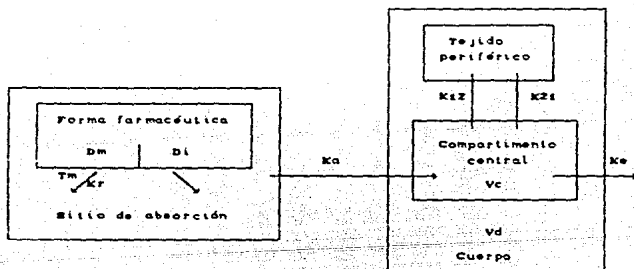 Forma farmacéutica
Dm
Di
Tm
Kr
Sitio de absorción
Ka
Tejido
periférico
K12
K21
Compartimento
central
Vc
Ke
Vd
Cuerpo